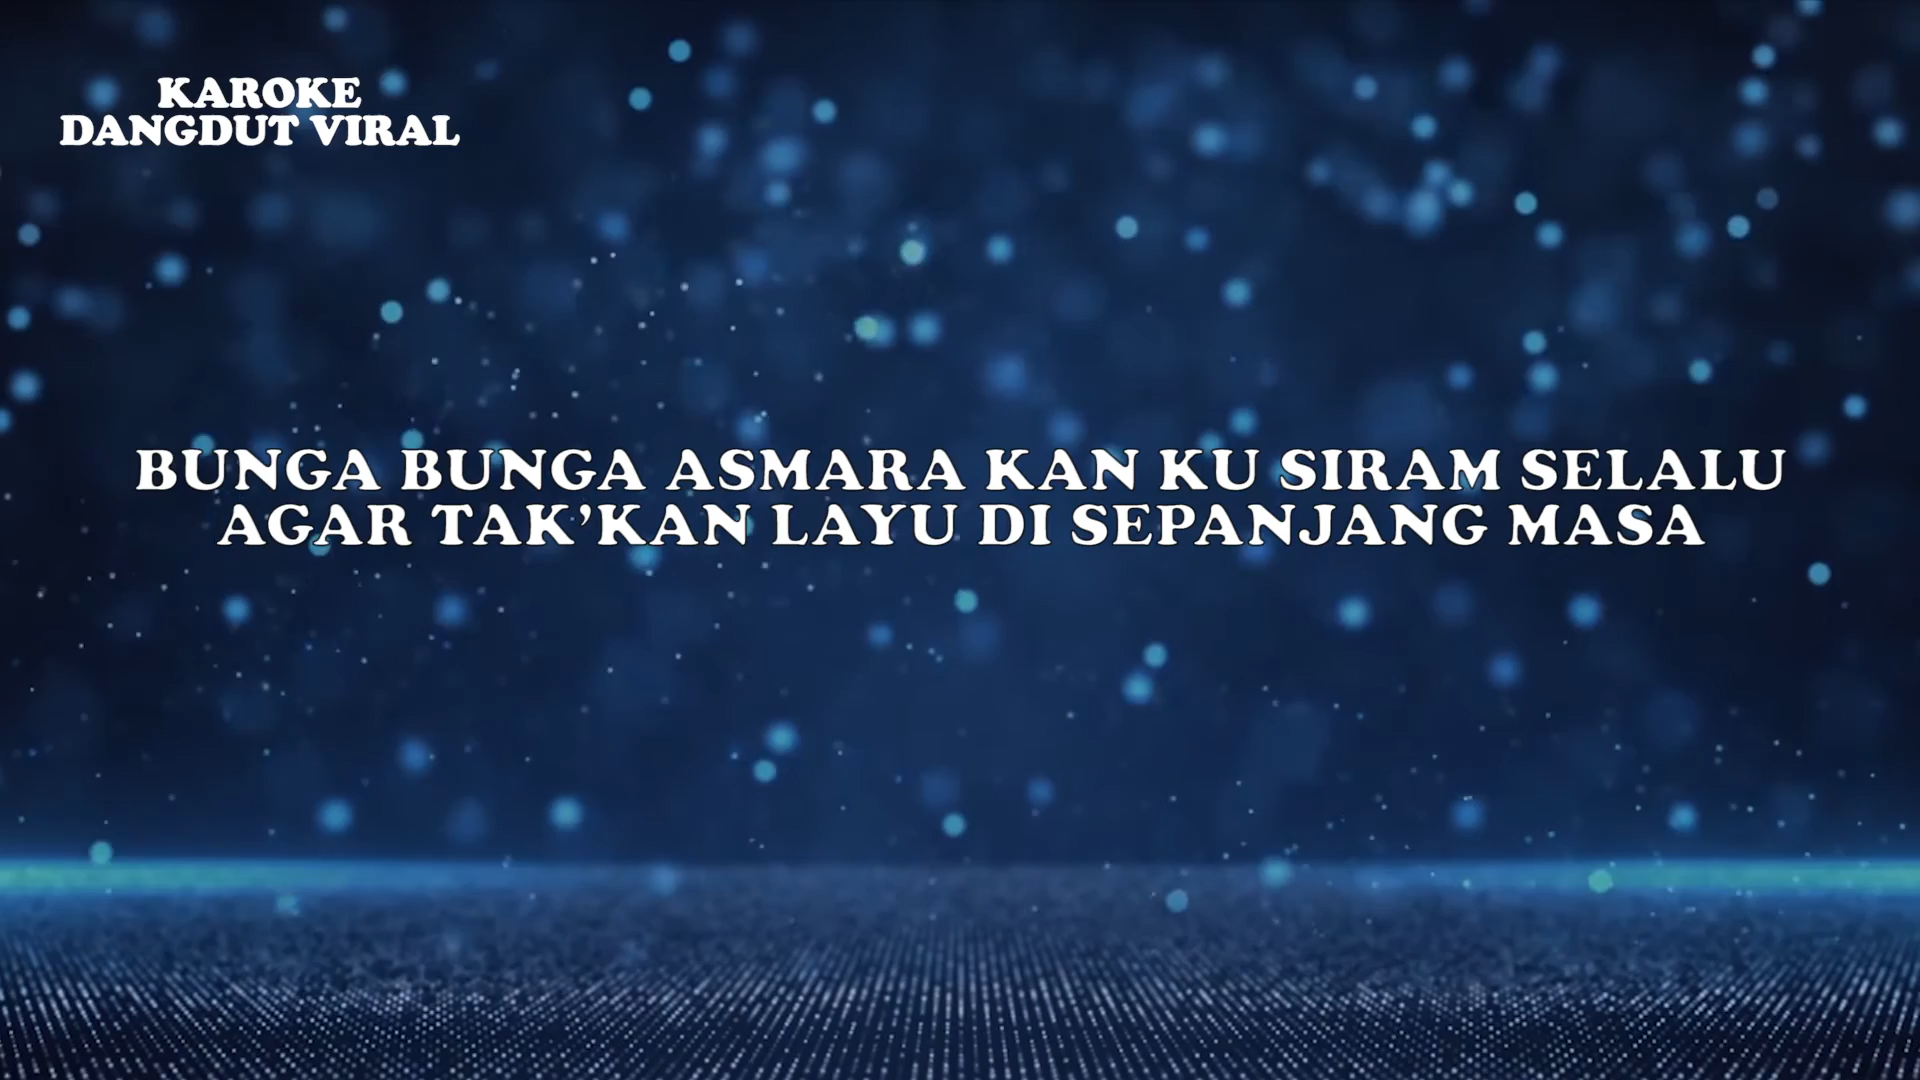 KAROKE
DANGDUT VIRAL
BUNGA BUNGA ASMARA KAN KU SIRAM SELALU
AGAR TAK’KAN LAYU DI SEPANJANG MASA